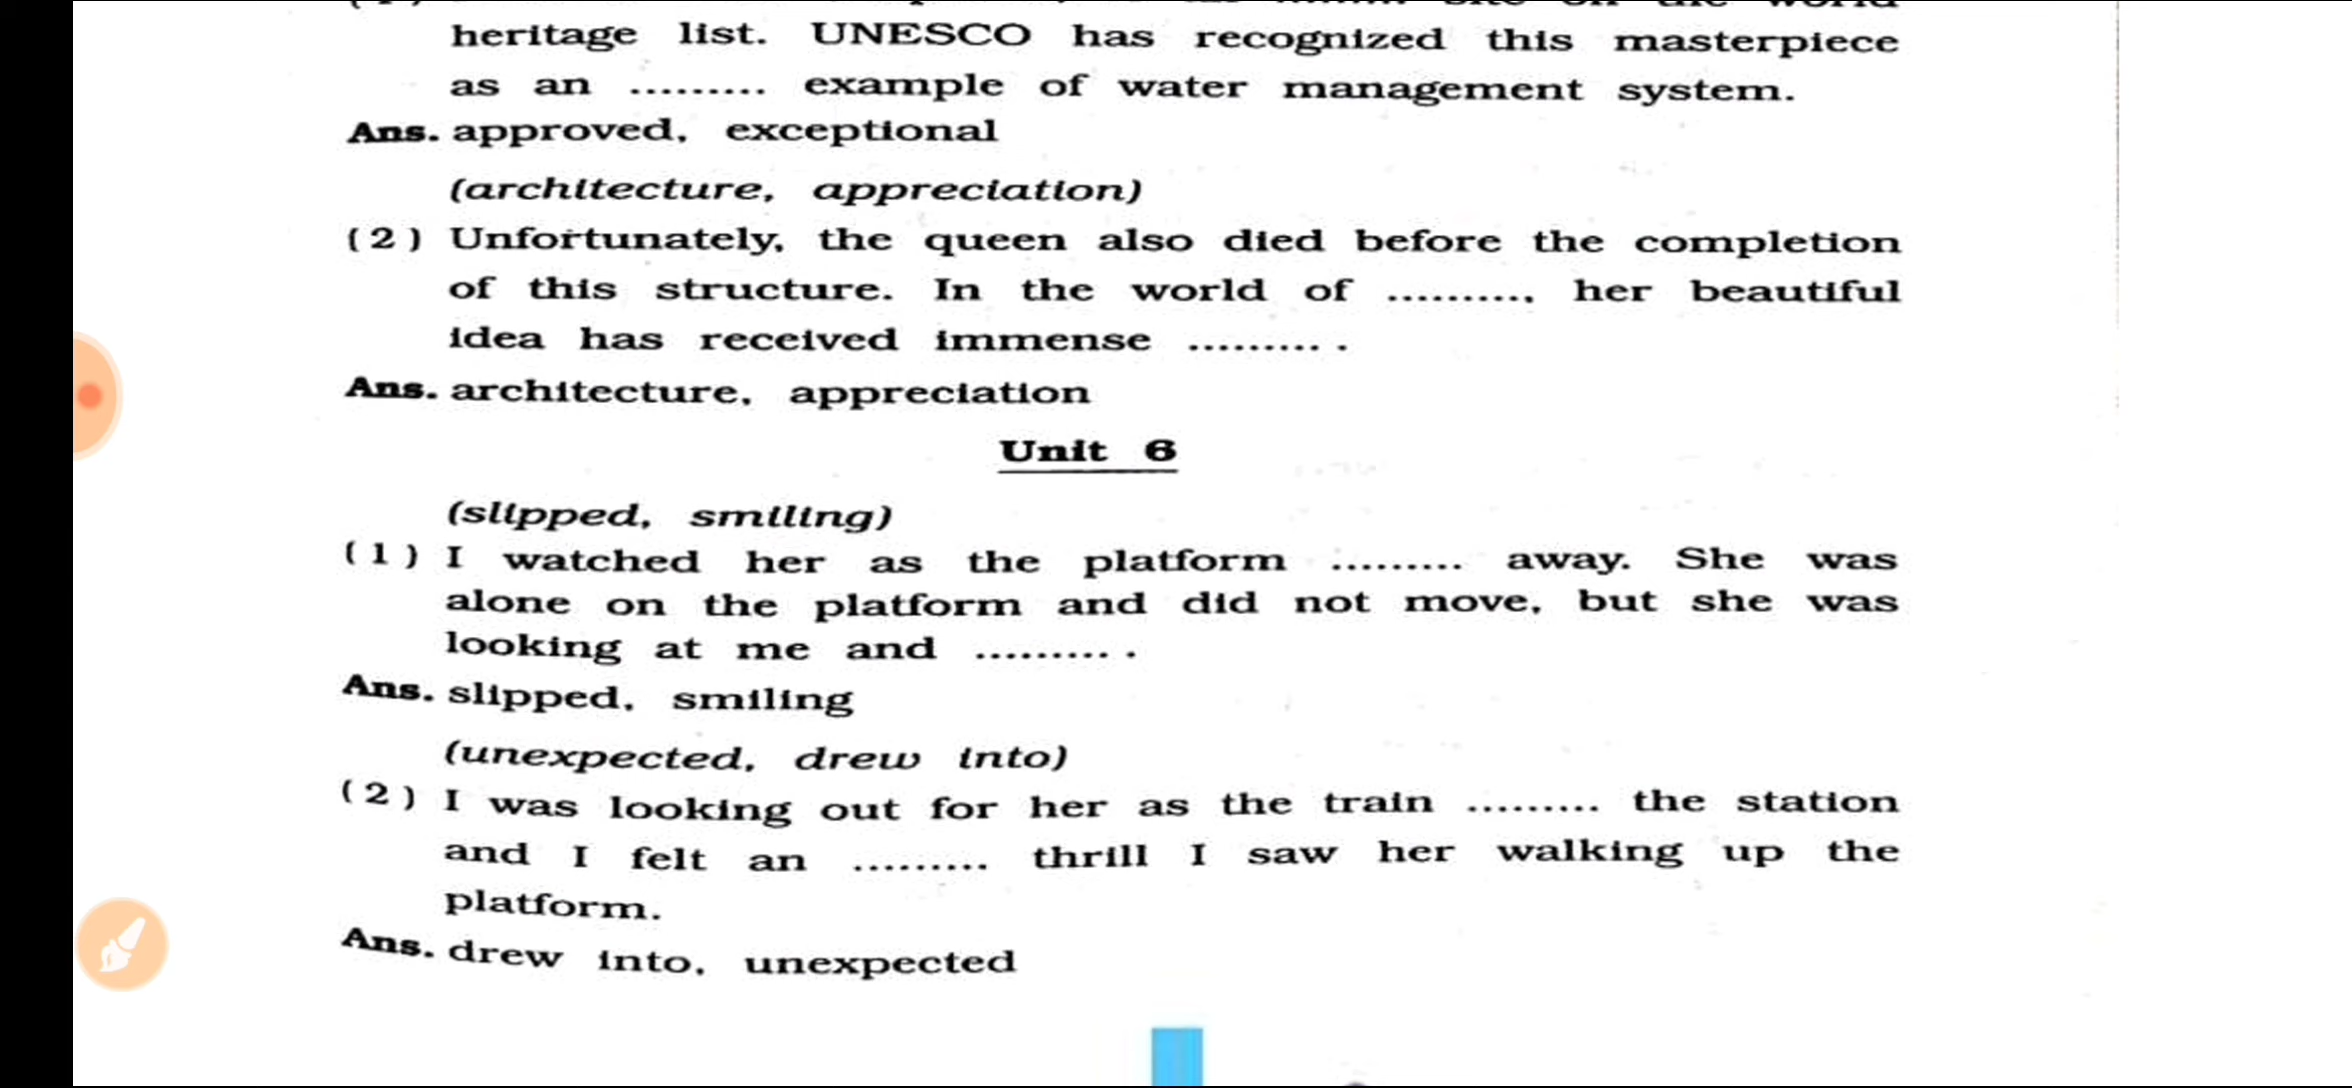 heritage list. UNESCO has recognized this masterpiece
as an ......... example of water management system.
Ans. approved, exceptional
(architecture, appreciation)
(2) Unfortunately, the queen also died before the completion
of this structure. In the world of ........., her beautiful
idea has received immense ......... .
Ans. architecture, appreciation
Unit 6
(slipped, smiling)
(1) I watched her as the platform ......... away. She was
alone on the platform and did not move, but she was
looking at me and ......... .
Ans. slipped, smiling
(unexpected, drew into)
(2) I was looking out for her as the train ......... the station
and I felt an ......... thrill I saw her walking up the
platform.
Ans. drew into, unexpected